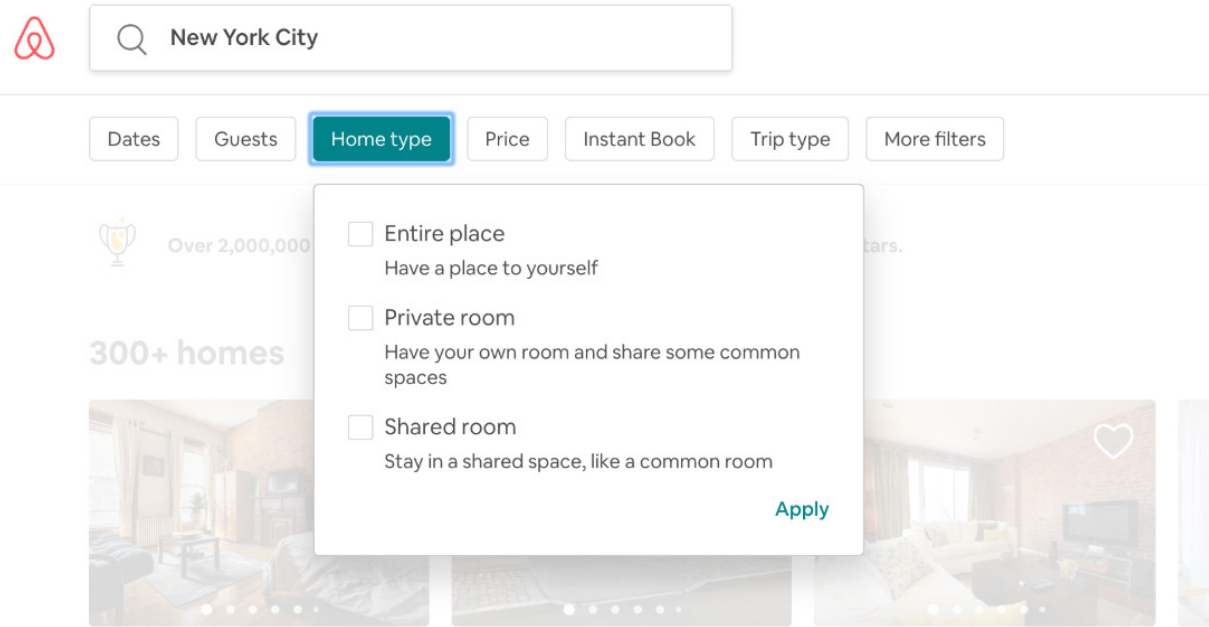 New York City
Dates Guests Home type Price Instant Book Trip type More filters
Over 2,000,000 tars.
Entire place
Have a place to yourself
Private room
300+ homes
Have your own room and share some common
spaces
Shared room
Stay in a shared space, like a common room
Apply